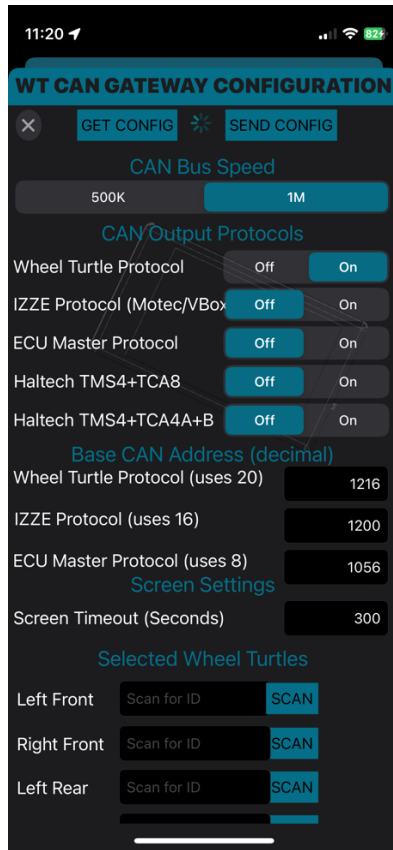 11:20
82
WT CAN GATEWAY CONFIGURATION
GET CONFIG SEND CONFIG
CAN Bus Speed
500K 1M
CAN Output Protocols
Wheel Turtle Protocol Off On
IZZE Protocol (Motec/VBox Off On
ECU Master Protocol Off On
Haltech TMS4+TCA8 Off On
Haltech TMS4+TCA4A+B Off On
Base CAN Address (decimal)
Wheel Turtle Protocol (uses 20) 1216
IZZE Protocol (uses 16) 1200
ECU Master Protocol (uses 8) 1056
Screen Settings
Screen Timeout (Seconds) 300
Selected Wheel Turtles
Left Front Scan for ID SCAN
Right Front Scan for ID SCAN
Left Rear Scan for ID SCAN